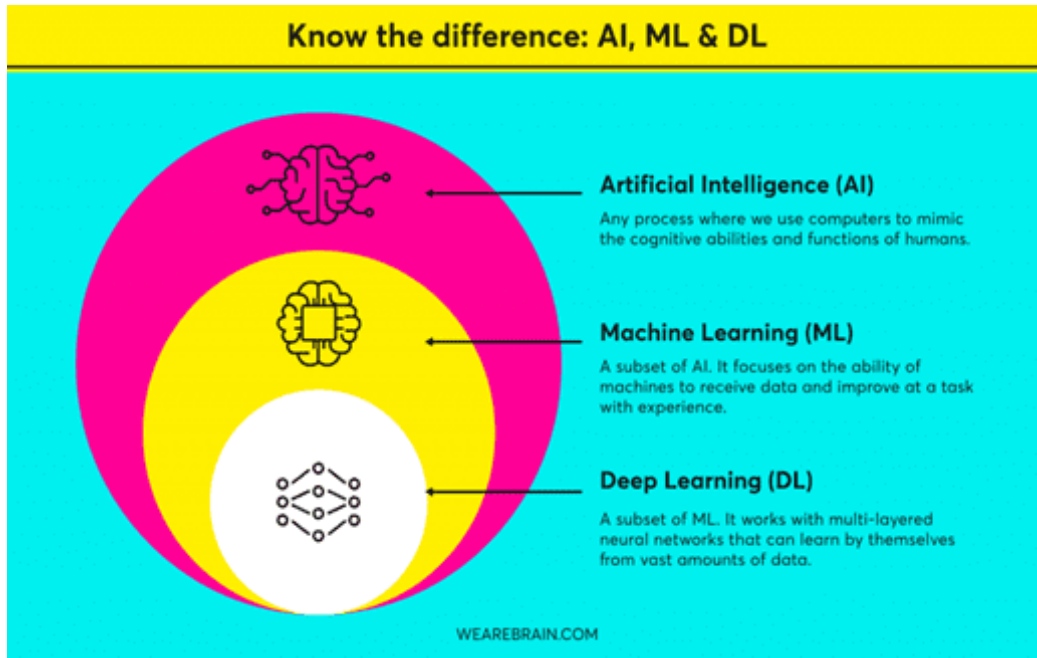 Know the difference: AI, ML & DL
Artificial Intelligence (AI)
Any process where we use computers to mimic
the cognitive abilities and functions of humans.
Machine Learning (ML)
A subset of AI. It focuses on the ability of
machines to receive data and improve at a task
with experience.
Deep Learning (DL)
A subset of ML. It works with multi-layered
neural networks that can learn by themselves
from vast amounts of data.
WEAREBRAIN.COM